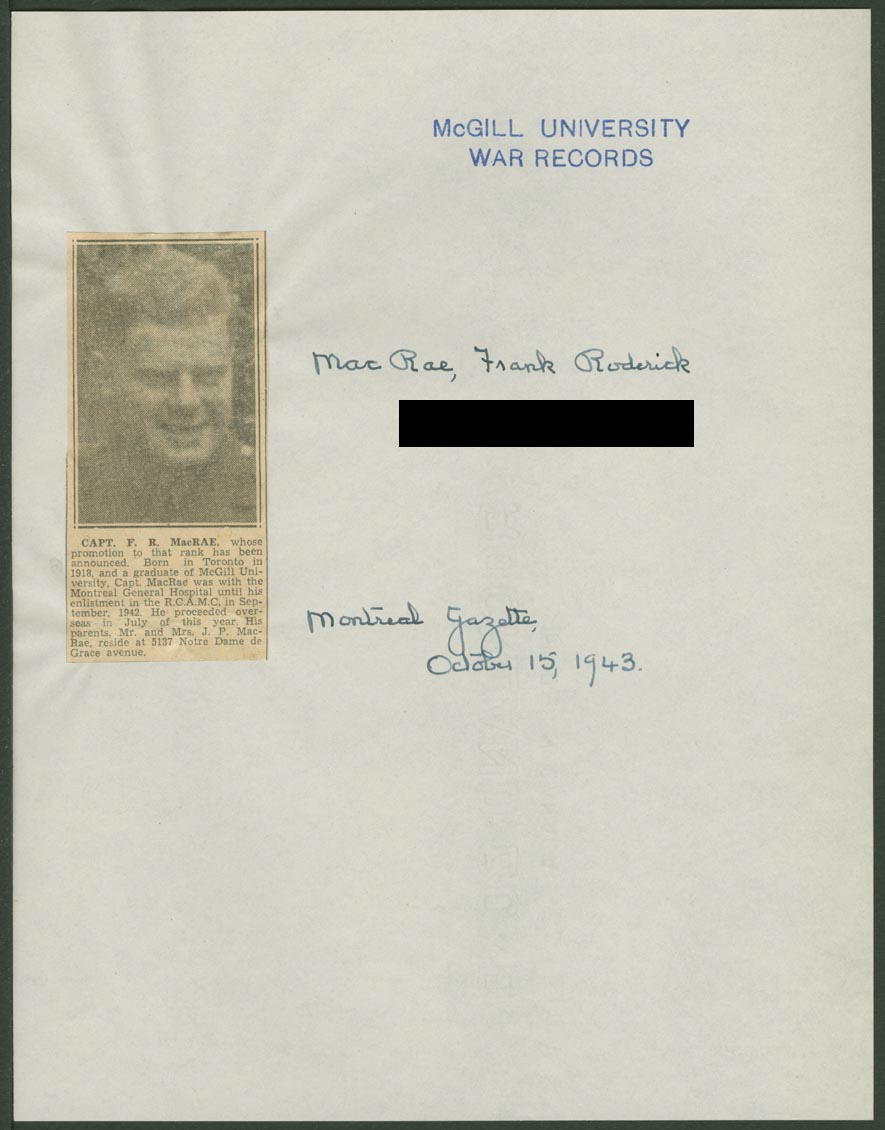 McGILL UNIVERSITY
WAR RECORDS
MacRae, Frank Roderick
CAPT. F. R. MacRAE, whose
promotion to that rank has been
announced. Born in Toronto in
1918, and a graduate of McGill Uni-
versity, Capt. MacRae was with the
Montreal General Hospital until his
enlistment in the R.C.A.M.C. in Sep-
tember, 1942. He proceeded over-
seas in July of this year. His
parents, Mr. and Mrs. J. P. Mac-
Rae, reside at 5137 Notre Dame de
Grace avenue.
Montreal Gazette,
October 15, 1943.